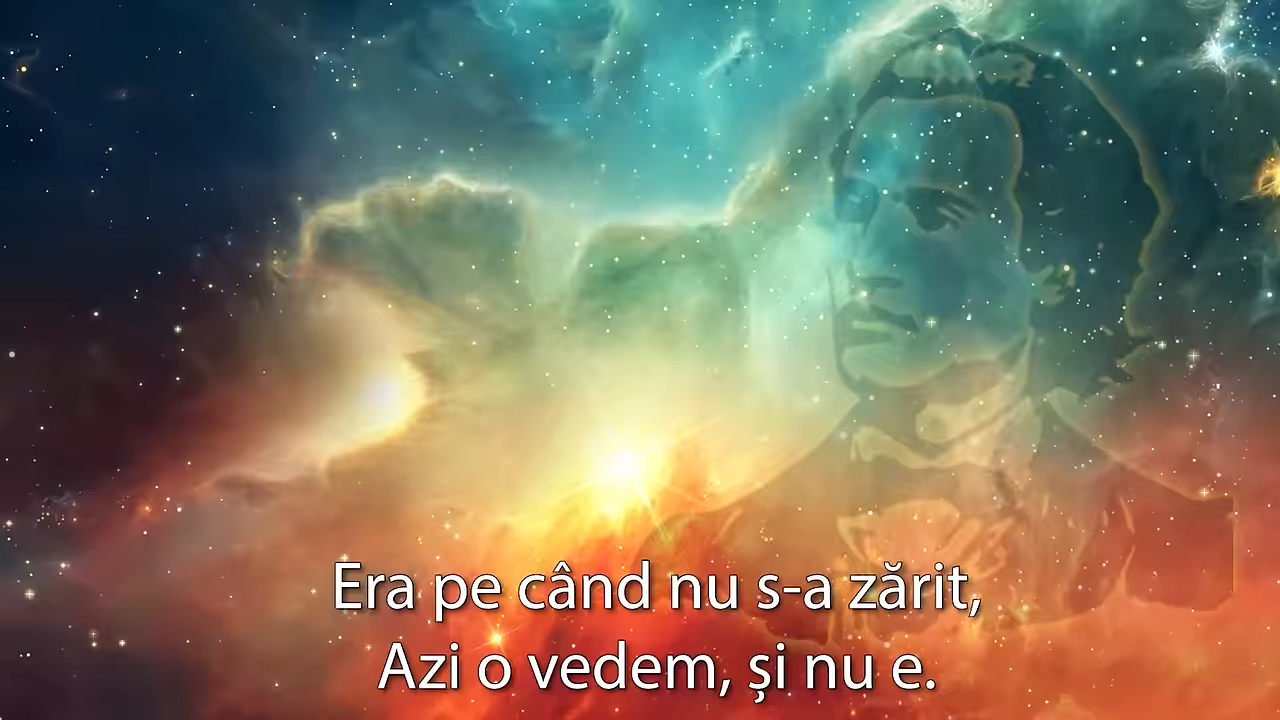 Era pe când nu s-a zărit,
Azi o vedem, și nu e.